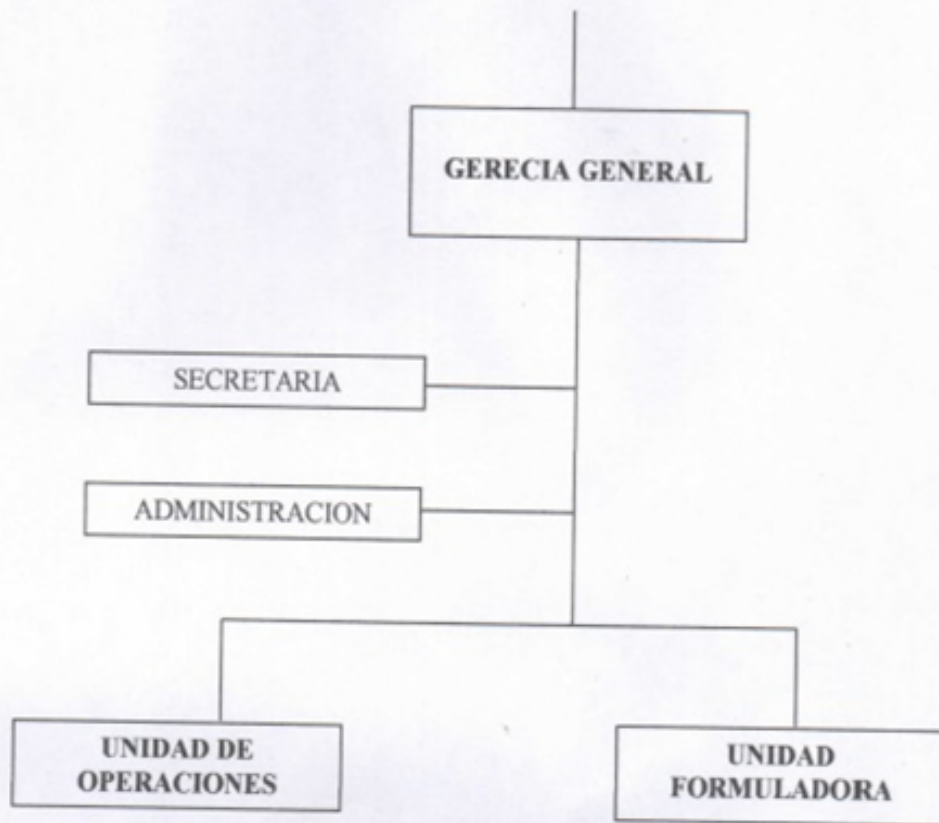 GERECIA GENERAL
SECRETARIA
ADMINISTRACION
UNIDAD DE
OPERACIONES
UNIDAD
FORMULADORA